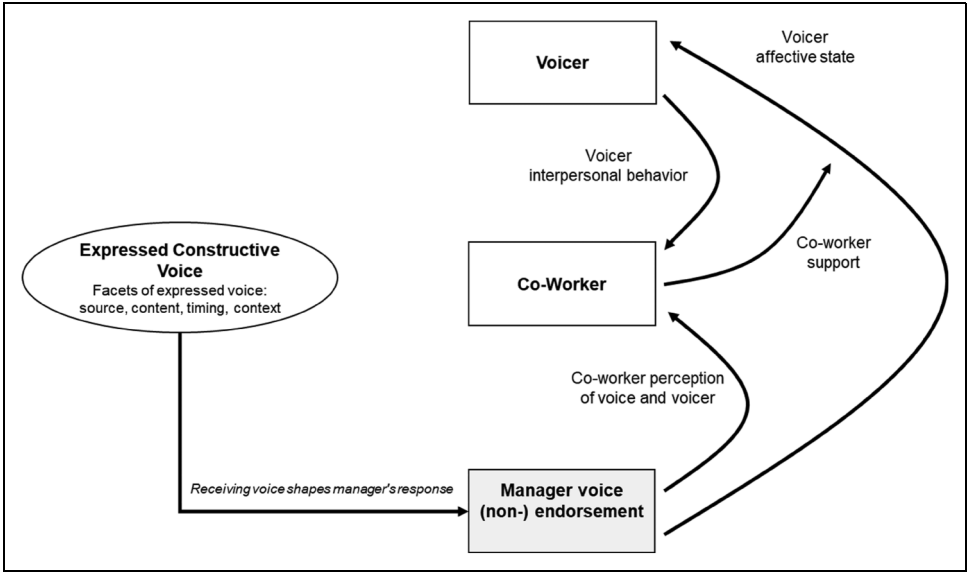 Voicer
Voicer
affective state
Voicer
interpersonal behavior
Expressed Constructive
Voice
Facets of expressed voice:
source, content, timing, context
Co-Worker
Co-worker
support
Co-worker perception
of voice and voicer
Receiving voice shapes manager's response
Manager voice
(non-) endorsement